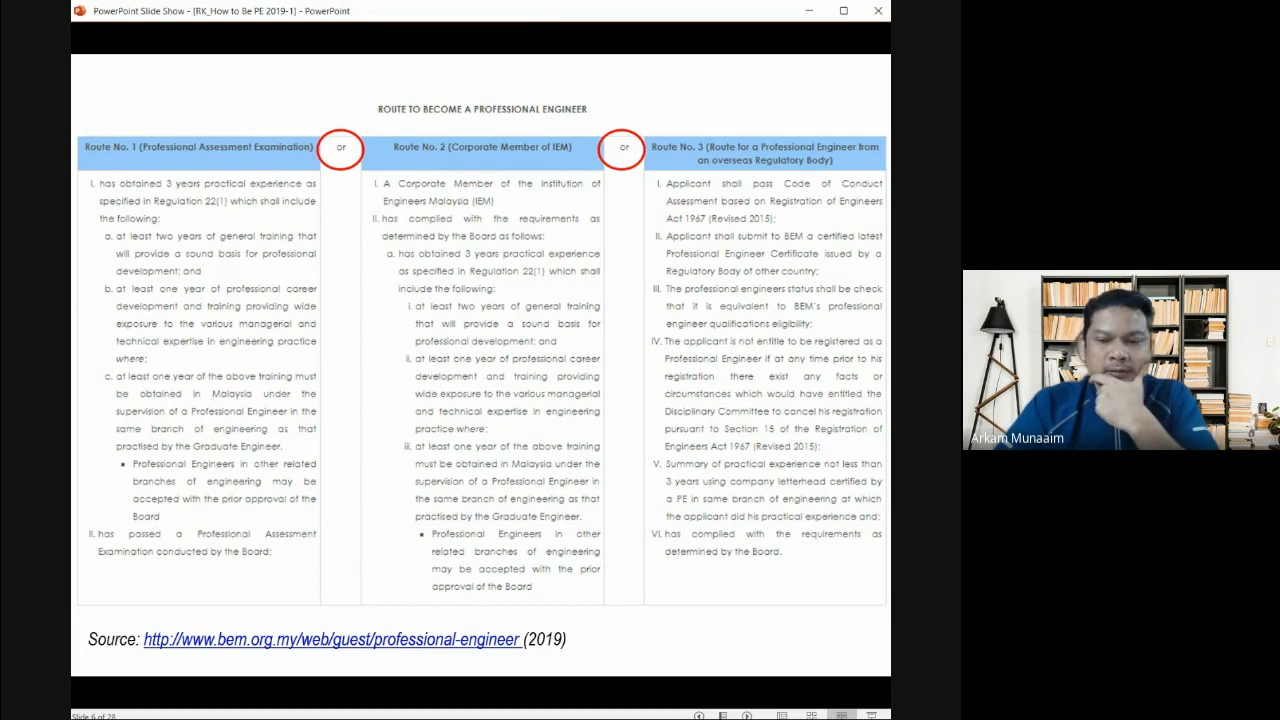 PowerPoint Slide Show - [RK_How to Be PE 2019-1] - PowerPoint
ROUTE TO BECOME A PROFESSIONAL ENGINEER
Route No. 1 (Professional Assessment Examination)
I. has obtained 3 years practical experience as
specified in Regulation 22(1) which shall include
the following:
a. at least two years of general training that
will provide a sound basis for professional
development; and
b. at least one year of professional career
development and training providing wide
exposure to the various managerial and
technical expertise in engineering practice
where;
c. at least one year of the above training must
be obtained in Malaysia under the
supervision of a Professional Engineer in the
same branch of engineering as that
practised by the Graduate Engineer.
▪ Professional Engineers in other related
branches of engineering may be
accepted with the prior approval of the
Board
II. has passed a Professional Assessment
Examination conducted by the Board;
or
Route No. 2 (Corporate Member of IEM)
I. A Corporate Member of the Institution of
Engineers Malaysia (IEM)
II. has complied with the requirements as
determined by the Board as follows:
a. has obtained 3 years practical experience
as specified in Regulation 22(1) which shall
include the following:
i. at least two years of general training
that will provide a sound basis for
professional development; and
ii. at least one year of professional career
development and training providing
wide exposure to the various managerial
and technical expertise in engineering
practice where;
iii. at least one year of the above training
must be obtained in Malaysia under the
supervision of a Professional Engineer in
the same branch of engineering as that
practised by the Graduate Engineer.
▪ Professional Engineers in other
related branches of engineering
may be accepted with the prior
approval of the Board
or
Route No. 3 (Route for a Professional Engineer from
an overseas Regulatory Body)
I. Applicant shall pass Code of Conduct
Assessment based on Registration of Engineers
Act 1967 (Revised 2015);
II. Applicant shall submit to BEM a certified latest
Professional Engineer Certificate issued by a
Regulatory Body of other country;
III. The professional engineers status shall be check
that it is equivalent to BEM's professional
engineer qualifications eligibility;
IV. The applicant is not entitle to be registered as a
Professional Engineer if at any time prior to his
registration there exist any facts or
circumstances which would have entitled the
Disciplinary Committee to cancel his registration
pursuant to Section 15 of the Registration of
Engineers Act 1967 (Revised 2015);
V. Summary of practical experience not less than
3 years using company letterhead certified by
a PE in same branch of engineering at which
the applicant did his practical experience and;
VI. has complied with the requirements as
determined by the Board.
Source: http://www.bem.org.my/web/guest/professional-engineer (2019)
Slide 6 of 28
Arkam Munaaim